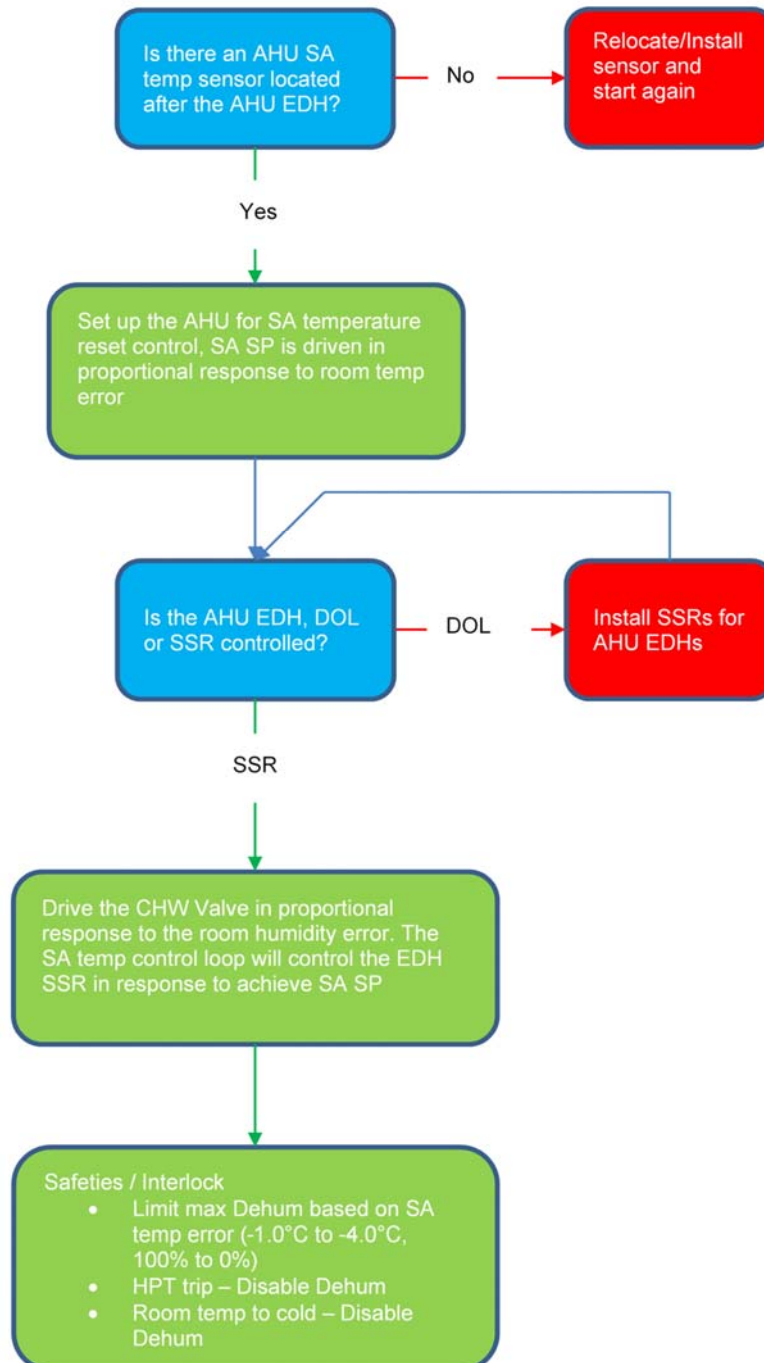 Is there an AHU SA
temp sensor located
after the AHU EDH?
No
Relocate/Install
sensor and
start again
Yes
Set up the AHU for SA temperature
reset control, SA SP is driven in
proportional response to room temp
error
Is the AHU EDH, DOL
or SSR controlled?
DOL
Install SSRs for
AHU EDHs
SSR
Drive the CHW Valve in proportional
response to the room humidity error. The
SA temp control loop will control the EDH
SSR in response to achieve SA SP
Safeties / Interlock
• Limit max Dehum based on SA
temp error (-1.0°C to -4.0°C,
100% to 0%)
• HPT trip – Disable Dehum
• Room temp to cold – Disable
Dehum